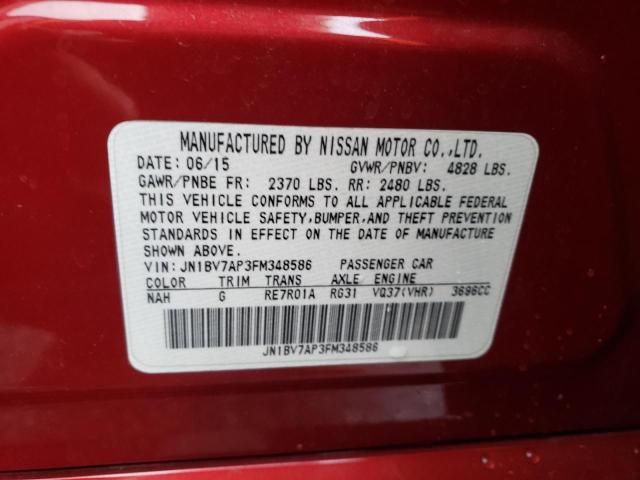 MANUFACTURED BY NISSAN MOTOR CO.,LTD.
DATE: 06/15 GVWR/PNBV: 4828 LBS.
GAWR/PNBE FR: 2370 LBS. RR: 2480 LBS.
THIS VEHICLE CONFORMS TO ALL APPLICABLE FEDERAL
MOTOR VEHICLE SAFETY,BUMPER,AND THEFT PREVENTION
STANDARDS IN EFFECT ON THE DATE OF MANUFACTURE
SHOWN ABOVE.
VIN: JN1BV7AP3FM348586 PASSENGER CAR
COLOR TRIM TRANS AXLE ENGINE
NAH G RE7R01A RG31 VQ37(VHR) 3696CC
JN1BV7AP3FM348586